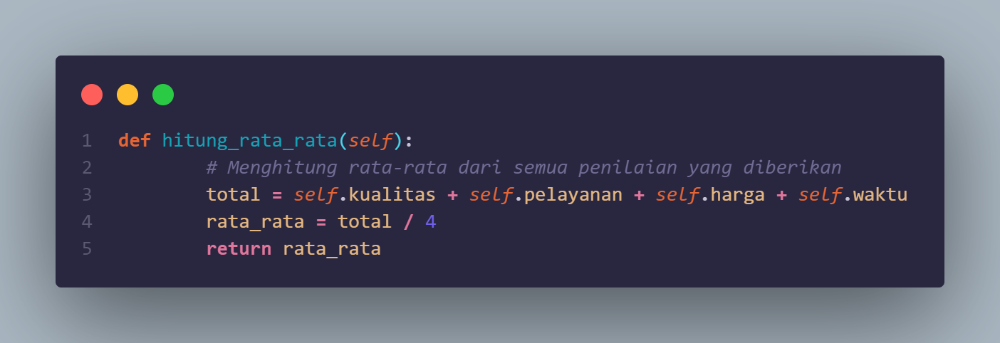 1 def hitung_rata_rata(self):
2 # Menghitung rata-rata dari semua penilaian yang diberikan
3 total = self.kualitas + self.pelayanan + self.harga + self.waktu
4 rata_rata = total / 4
5 return rata_rata